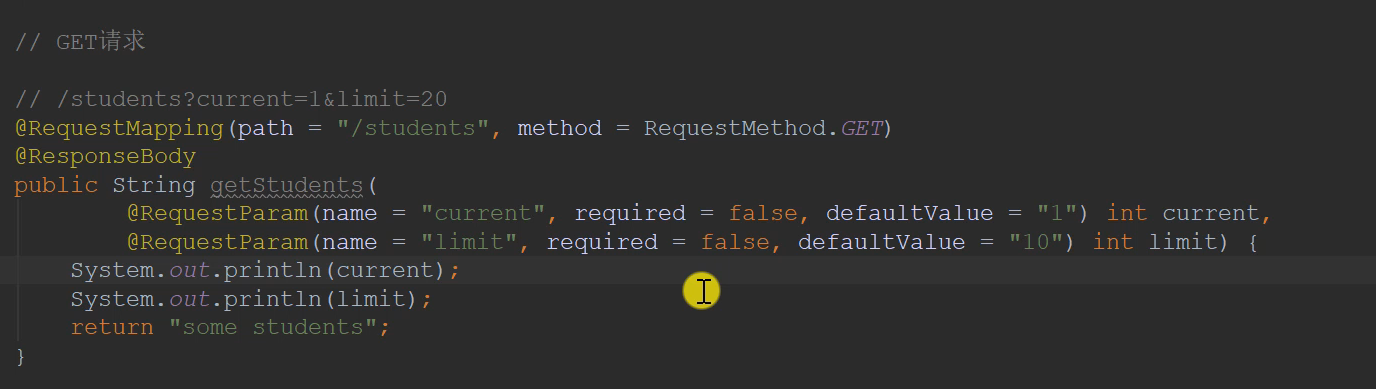 // GET请求
// /students?current=1&limit=20
@RequestMapping(path = "/students", method = RequestMethod.GET)
@ResponseBody
public String getStudents(
@RequestParam(name = "current", required = false, defaultValue = "1") int current,
@RequestParam(name = "limit", required = false, defaultValue = "10") int limit) {
System.out.println(current);
System.out.println(limit);
return "some students";
}